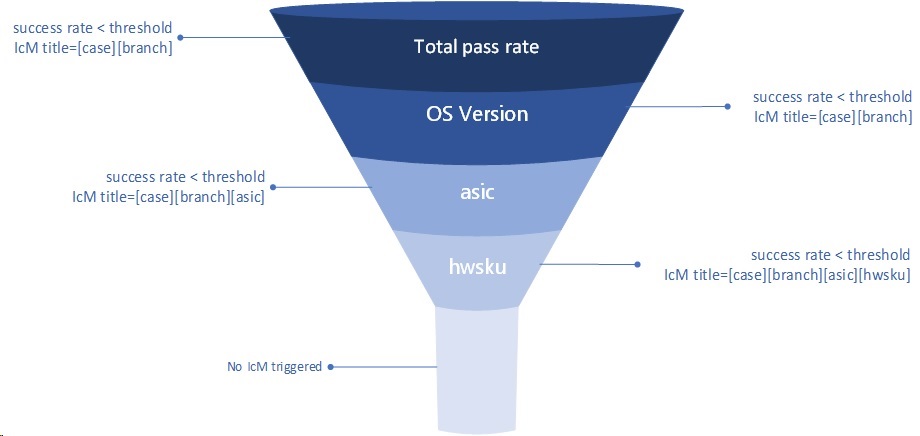 success rate < threshold
IcM title=[case][branch]
Total pass rate
OS Version
success rate < threshold
IcM title=[case][branch]
success rate < threshold
IcM title=[case][branch][asic]
asic
hwsku
success rate < threshold
IcM title=[case][branch][asic][hwsku]
No IcM triggered